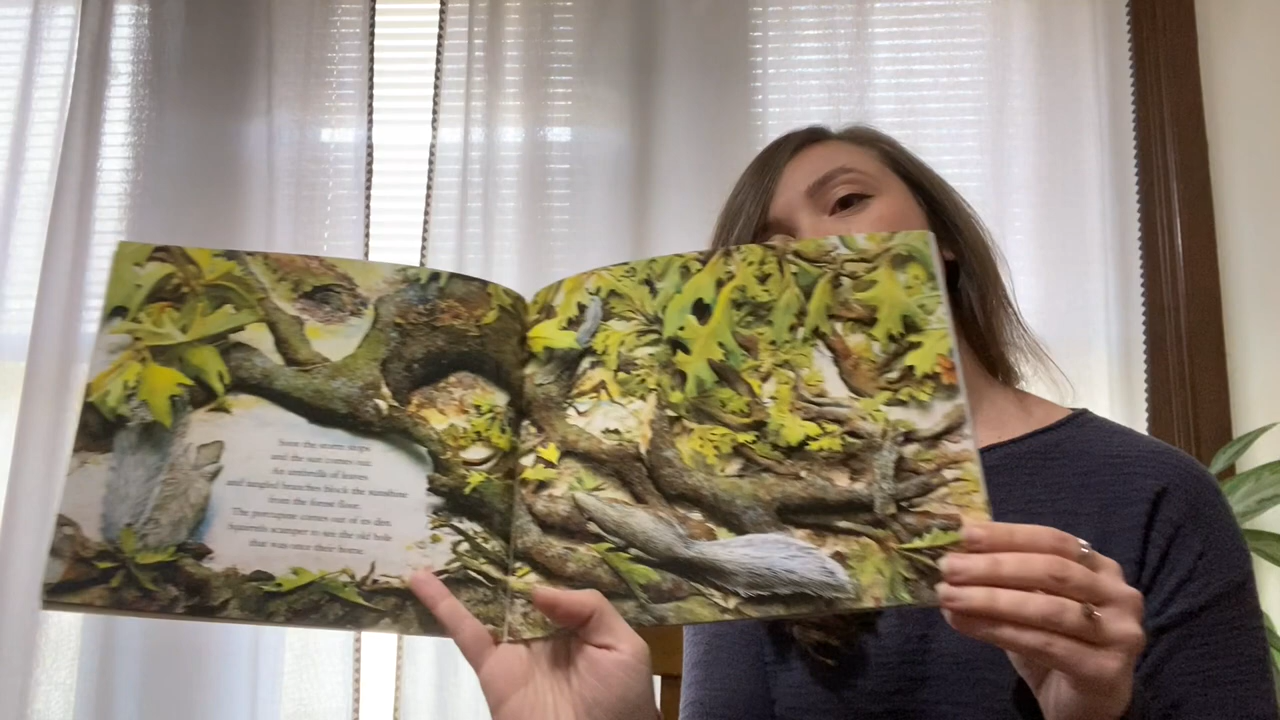 Soon the storm stops
and the sun comes out.
An umbrella of leaves
and tangled branches block the sunshine
from the forest floor.
The porcupine comes out of its den.
Squirrels scamper to see the old hole
that was once their home.